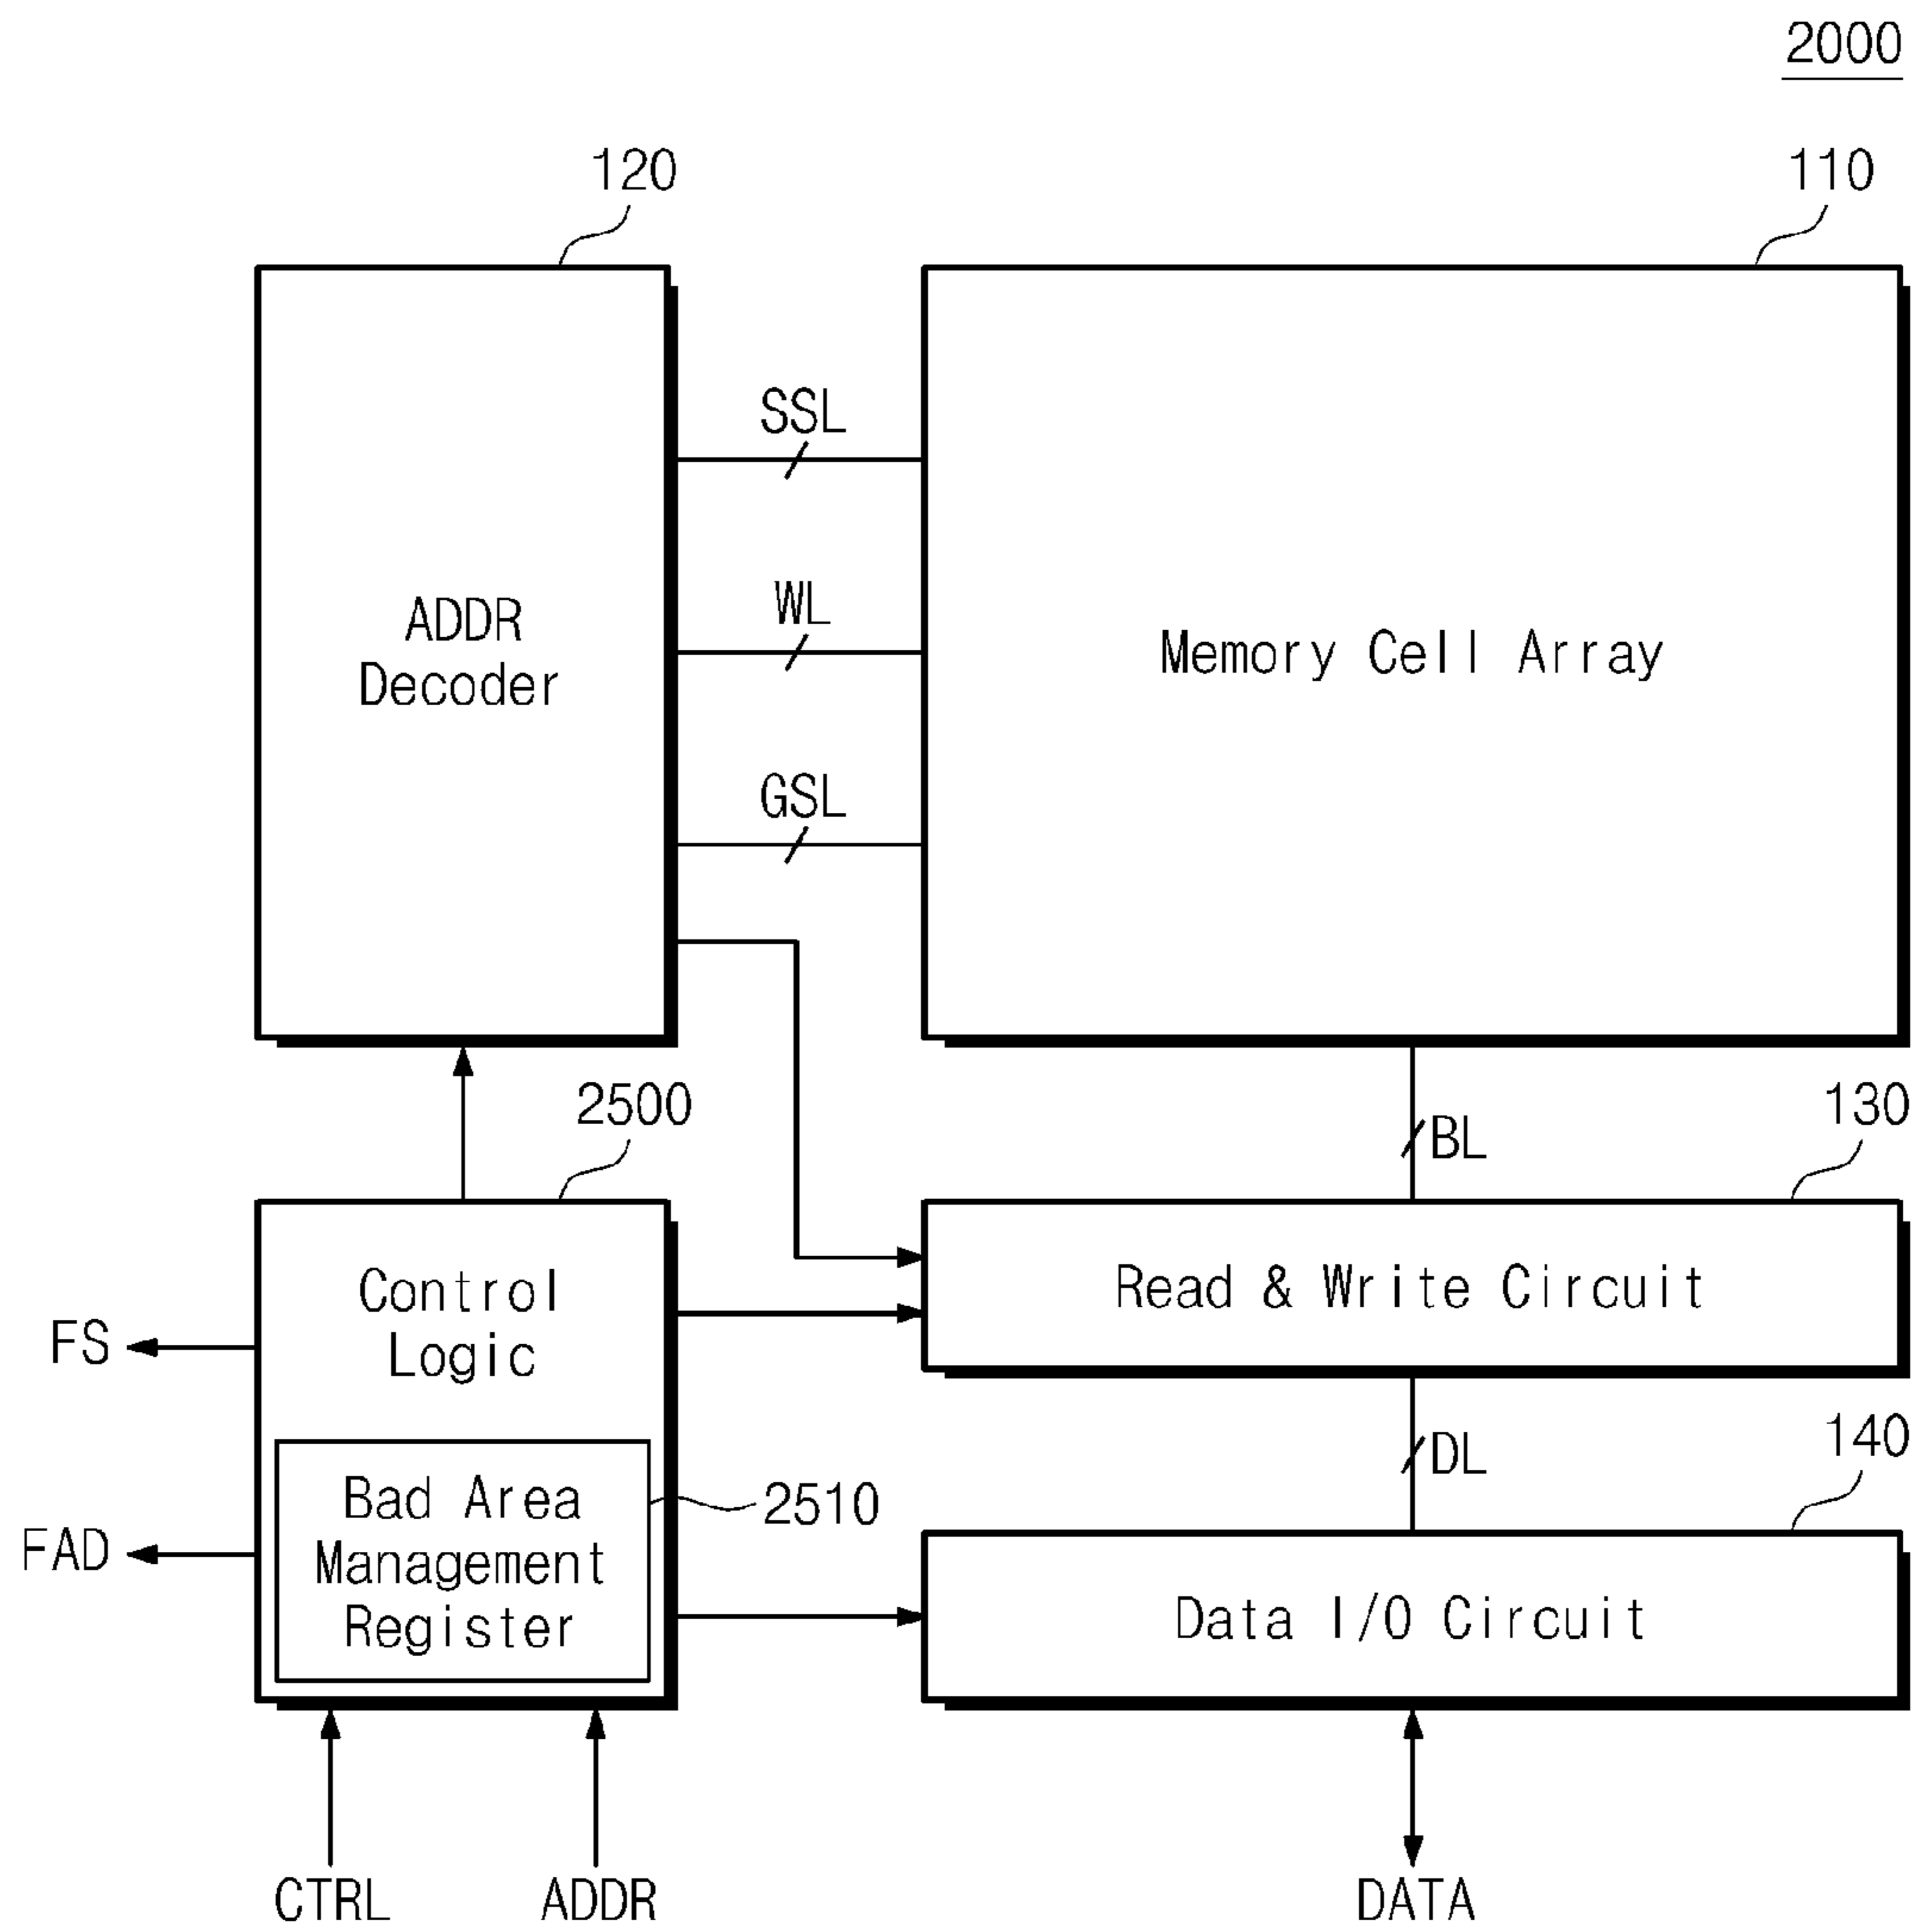 2000
120
110
SSL
WL
ADDR
Decoder
Memory Cell Array
GSL
2500
130
BL
Control
Logic
Read & Write Circuit
FS
140
DL
Bad Area
Management
Register
2510
FAD
Data I/O Circuit
CTRL
ADDR
DATA